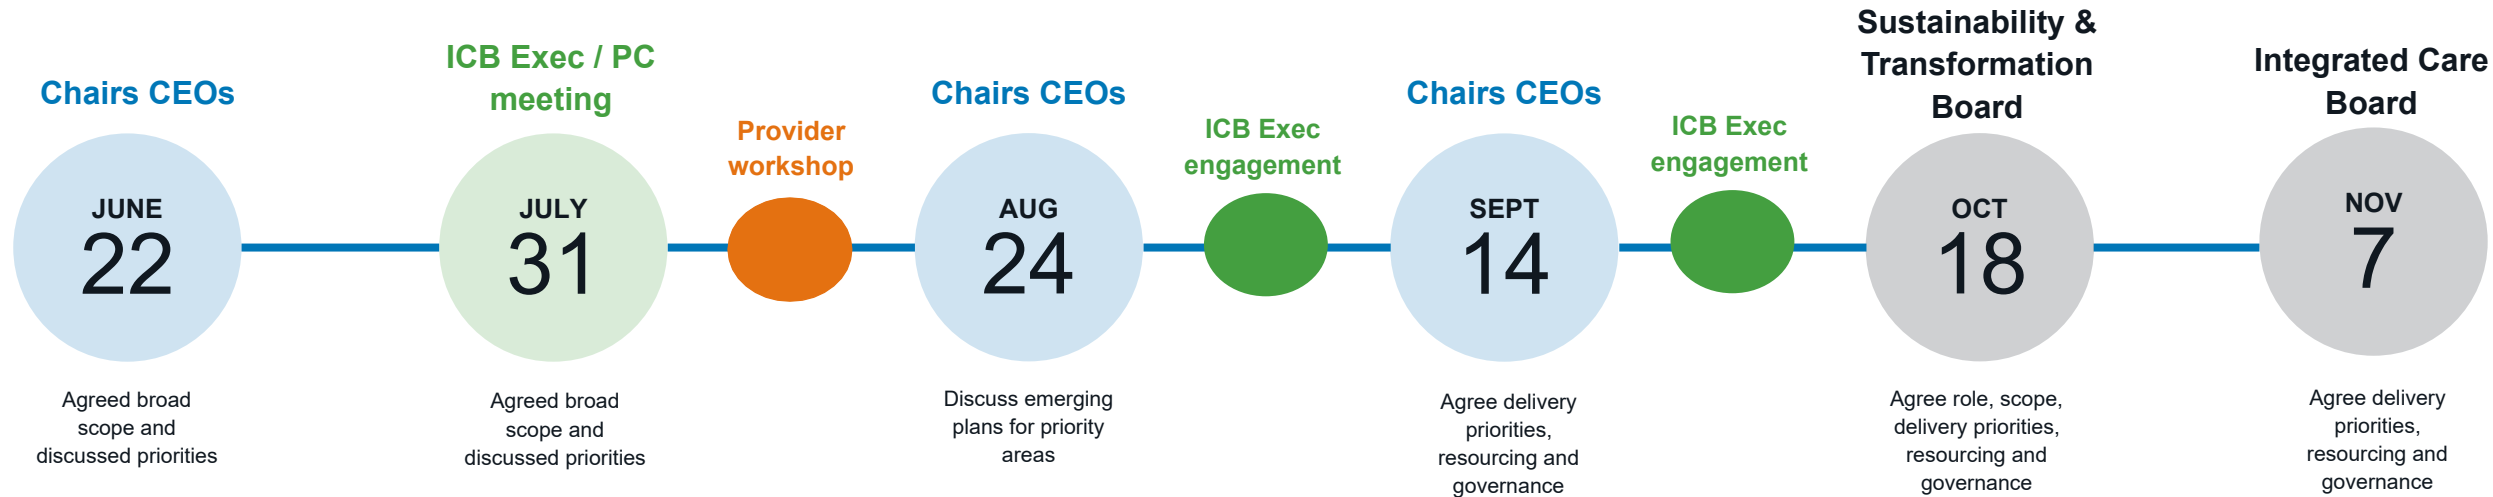 Chairs CEOs
JUNE
22
Agreed broad
scope and
discussed priorities
ICB Exec / PC
meeting
JULY
31
Agreed broad
scope and
discussed priorities
Provider
workshop
Chairs CEOs
AUG
24
Discuss emerging
plans for priority
areas
ICB Exec
engagement
Chairs CEOs
SEPT
14
Agree delivery
priorities,
resourcing and
governance
ICB Exec
engagement
Sustainability &
Transformation
Board
OCT
18
Agree role, scope,
delivery priorities,
resourcing and
governance
Integrated Care
Board
NOV
7
Agree delivery
priorities,
resourcing and
governance